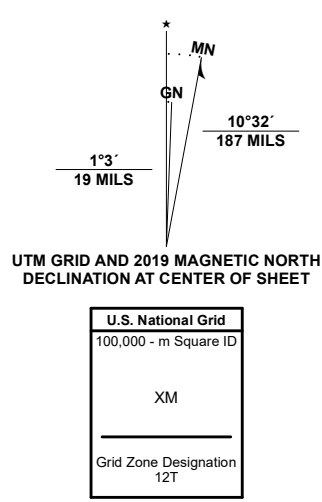 ★
MN
GN
10°32´
187 MILS
1°3´
19 MILS
UTM GRID AND 2019 MAGNETIC NORTH
DECLINATION AT CENTER OF SHEET
U.S. National Grid
100,000 - m Square ID
XM
Grid Zone Designation
12T